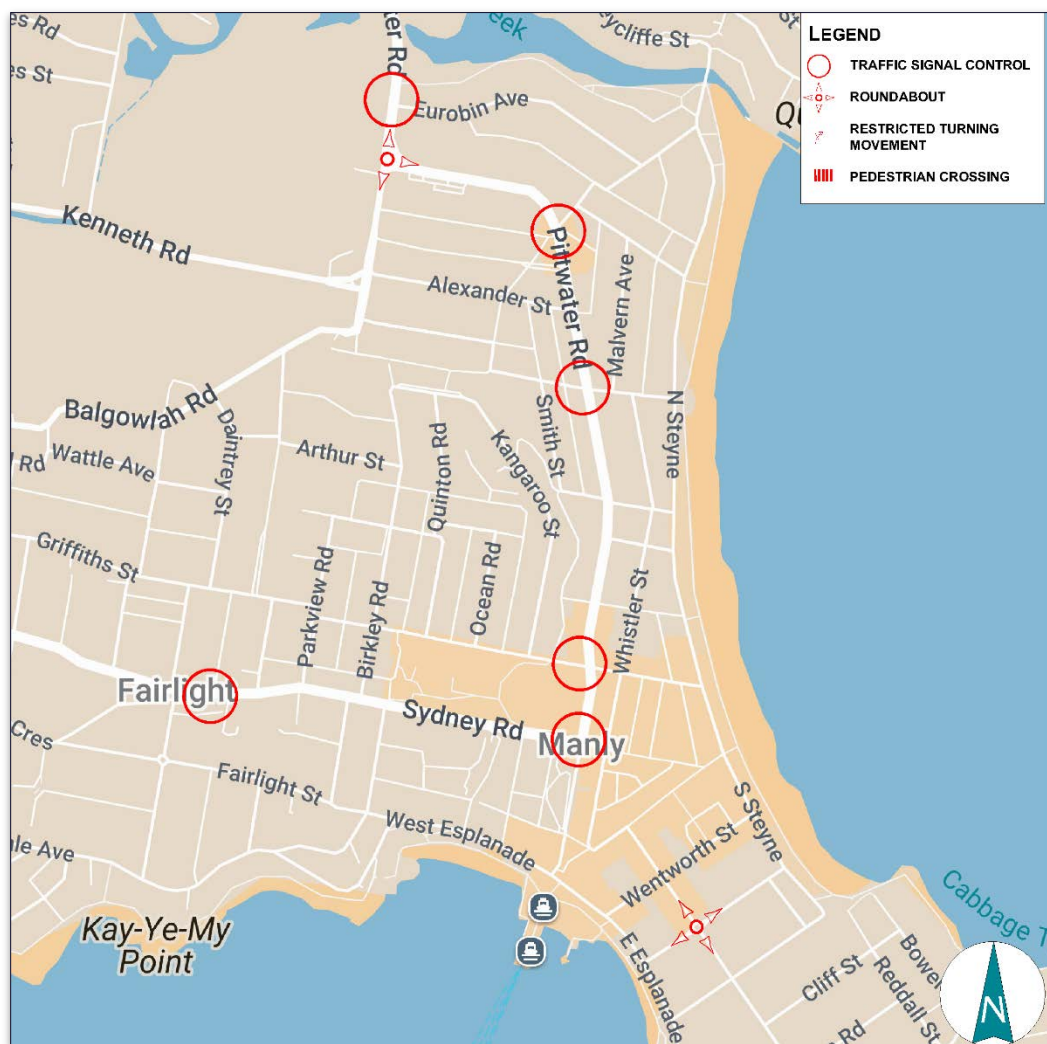 Creek
LEGEND
TRAFFIC SIGNAL CONTROL
ROUNDABOUT
RESTRICTED TURNING
MOVEMENT
PEDESTRIAN CROSSING
Eurobin Ave
Kenneth Rd
Pittwater Rd
Alexander St
Malvern Ave
Balgowlah Rd
N Steyne
Smith St
Daintrey St
Wattle Ave
Arthur St
Quinton Rd
Kangaroo St
Griffiths St
Parkview Rd
Birkley Rd
Ocean Rd
Whistler St
Fairlight
Sydney Rd
Manly
Cres
Fairlight St
West Esplanade
S Steyne
Wentworth St
Kay-Ye-My
Point
E Esplanade
Cliff St
Reddall St
Cabbage
N